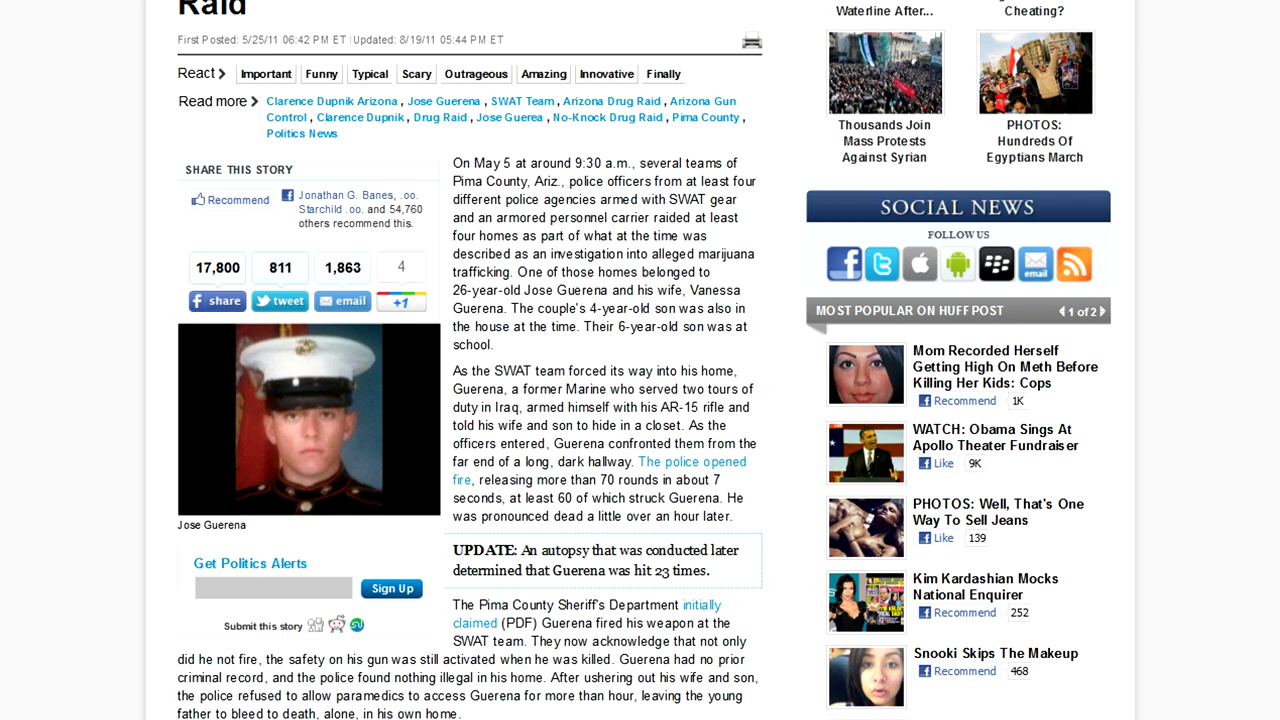 Raid
First Posted: 5/25/11 06:42 PM ET | Updated: 8/19/11 05:44 PM ET
React
Important
Funny
Typical
Scary
Outrageous
Amazing
Innovative
Finally
Read more
Clarence Dupnik Arizona , Jose Guerena , SWAT Team , Arizona Drug Raid , Arizona Gun
Control , Clarence Dupnik , Drug Raid , Jose Guerea , No-Knock Drug Raid , Pima County ,
Politics News
SHARE THIS STORY
Recommend
Jonathan G. Banes, .oo.
Starchild .oo. and 54,760
others recommend this.
17,800
811
1,863
4
share
tweet
email
+1
Jose Guerena
Get Politics Alerts
Sign Up
Submit this story
On May 5 at around 9:30 a.m., several teams of
Pima County, Ariz., police officers from at least four
different police agencies armed with SWAT gear
and an armored personnel carrier raided at least
four homes as part of what at the time was
described as an investigation into alleged marijuana
trafficking. One of those homes belonged to
26-year-old Jose Guerena and his wife, Vanessa
Guerena. The couple's 4-year-old son was also in
the house at the time. Their 6-year-old son was at
school.
As the SWAT team forced its way into his home,
Guerena, a former Marine who served two tours of
duty in Iraq, armed himself with his AR-15 rifle and
told his wife and son to hide in a closet. As the
officers entered, Guerena confronted them from the
far end of a long, dark hallway. The police opened
fire, releasing more than 70 rounds in about 7
seconds, at least 60 of which struck Guerena. He
was pronounced dead a little over an hour later.
UPDATE: An autopsy that was conducted later
determined that Guerena was hit 23 times.
The Pima County Sheriff's Department initially
claimed (PDF) Guerena fired his weapon at the
SWAT team. They now acknowledge that not only
did he not fire, the safety on his gun was still activated when he was killed. Guerena had no prior
criminal record, and the police found nothing illegal in his home. After ushering out his wife and son,
the police refused to allow paramedics to access Guerena for more than hour, leaving the young
father to bleed to death, alone, in his own home.
Waterline After...
Cheating?
Thousands Join
Mass Protests
Against Syrian
PHOTOS:
Hundreds Of
Egyptians March
SOCIAL NEWS
FOLLOW US
email
MOST POPULAR ON HUFFPOST
1 of 2
Mom Recorded Herself
Getting High On Meth Before
Killing Her Kids: Cops
Recommend 1K
WATCH: Obama Sings At
Apollo Theater Fundraiser
Like 9K
PHOTOS: Well, That's One
Way To Sell Jeans
Like 139
Kim Kardashian Mocks
National Enquirer
Recommend 252
Snooki Skips The Makeup
Recommend 468